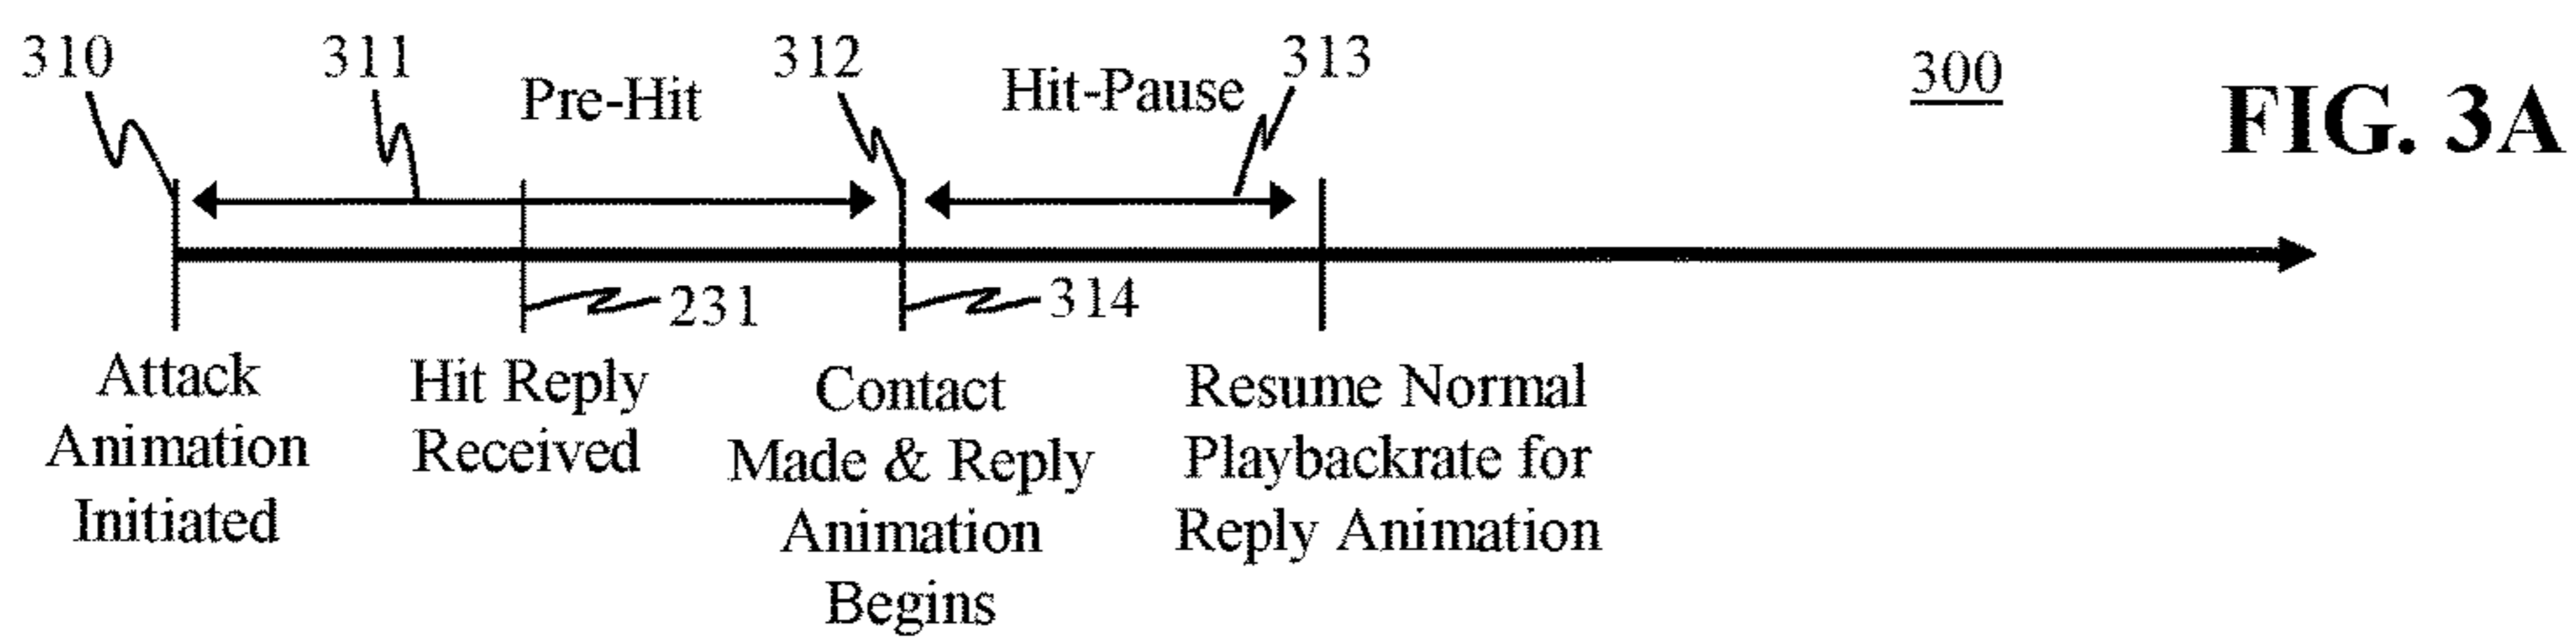 310
311
Pre-Hit
312
Hit-Pause
313
300
FIG. 3A
231
314
Attack
Animation
Initiated
Hit Reply
Received
Contact
Made & Reply
Animation
Begins
Resume Normal
Playbackrate for
Reply Animation